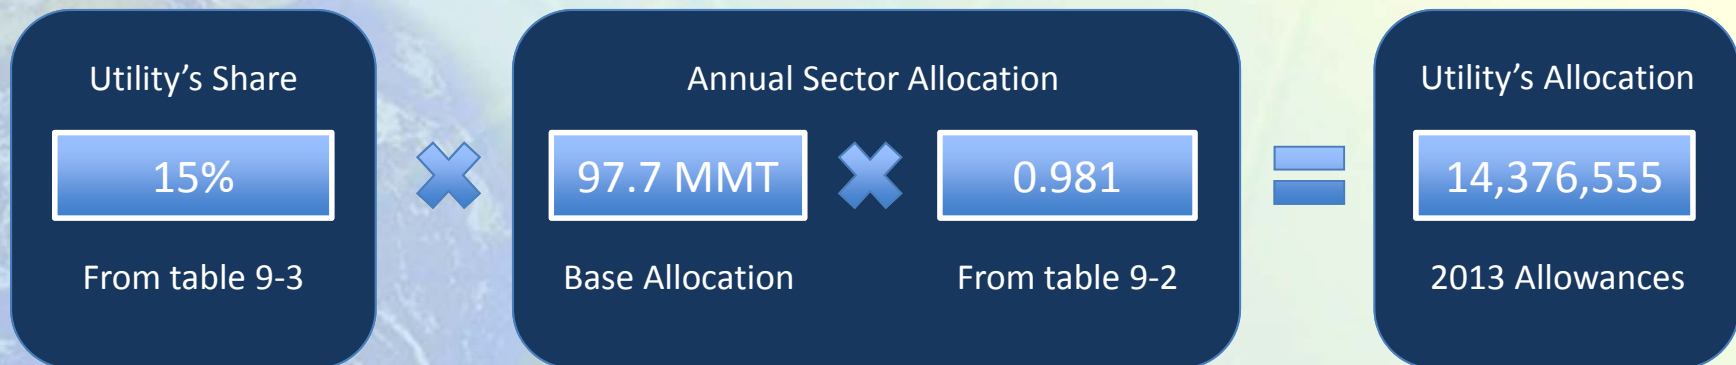 Utility’s Share
15%
From table 9-3
Annual Sector Allocation
97.7 MMT
0.981
Base Allocation
From table 9-2
Utility’s Allocation
14,376,555
2013 Allowances